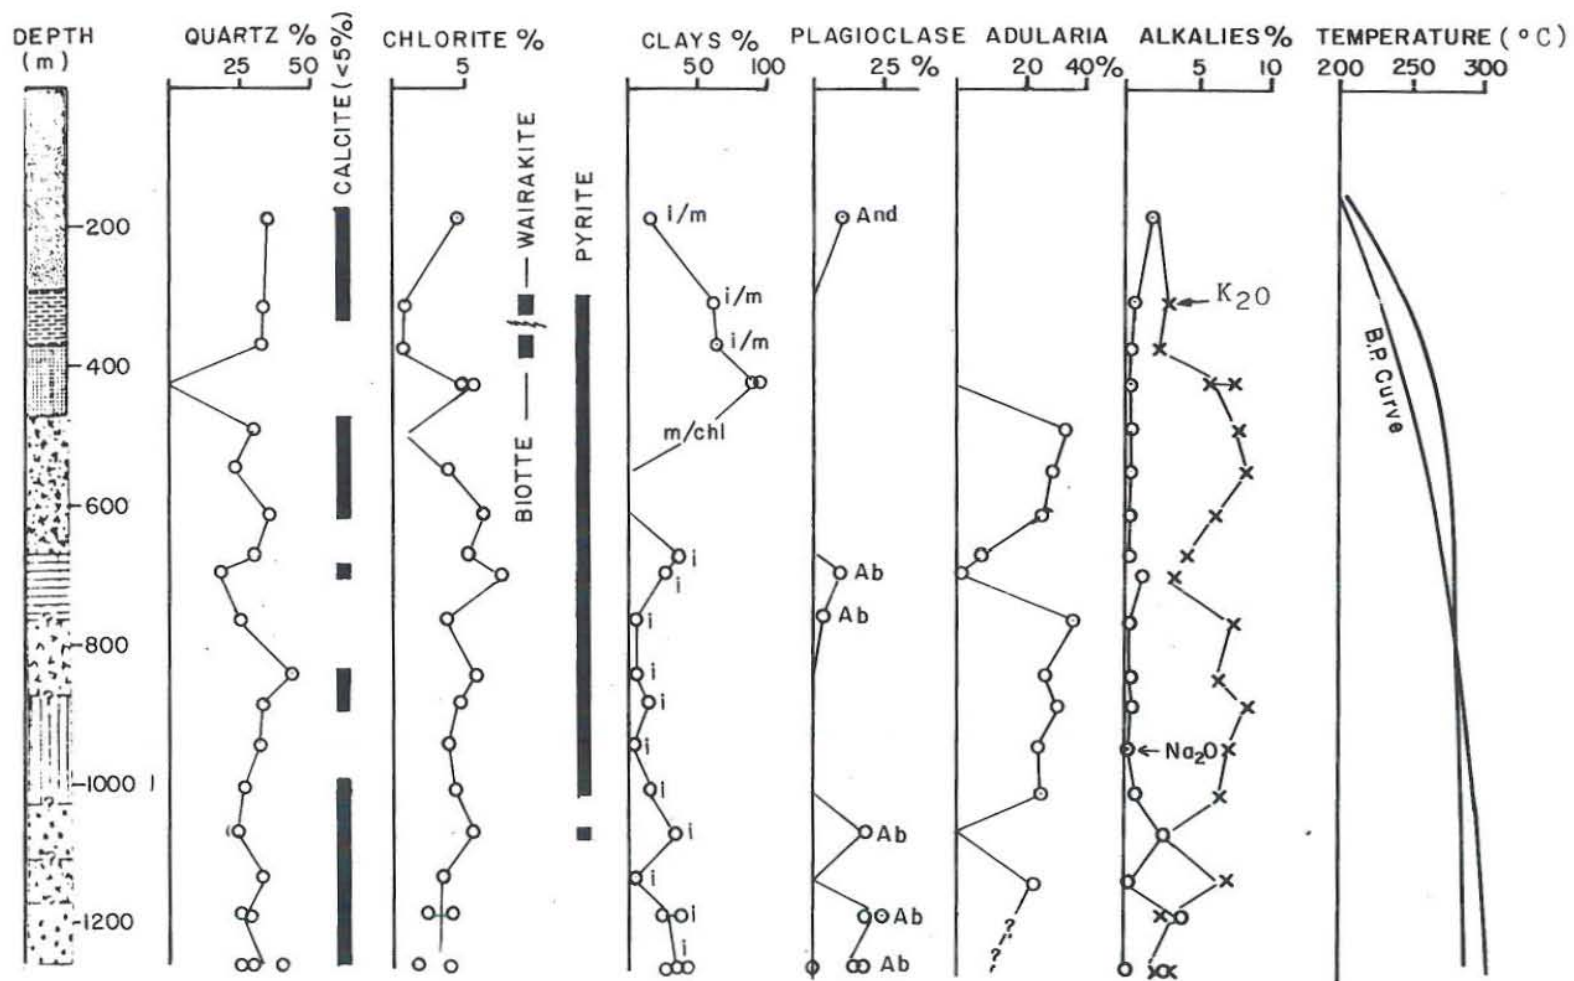 DEPTH
(m)
QUARTZ %
25 50
CALCITE (<5%)
CHLORITE %
5
BIOTTE — WAIRAKITE
PYRITE
CLAYS %
50 100
PLAGIOCLASE
25 %
ADULARIA
20 40%
ALKALIES %
5 10
TEMPERATURE (°C)
200 250 300
-200
-400
-600
-800
-1000
-1200
i/m
i/m
i/m
m/chl
i
i
i
i
i
i
i
i
i
i
i
And
Ab
Ab
Ab
Ab
Ab
?
?
?
K2O
Na2O
B.P. Curve